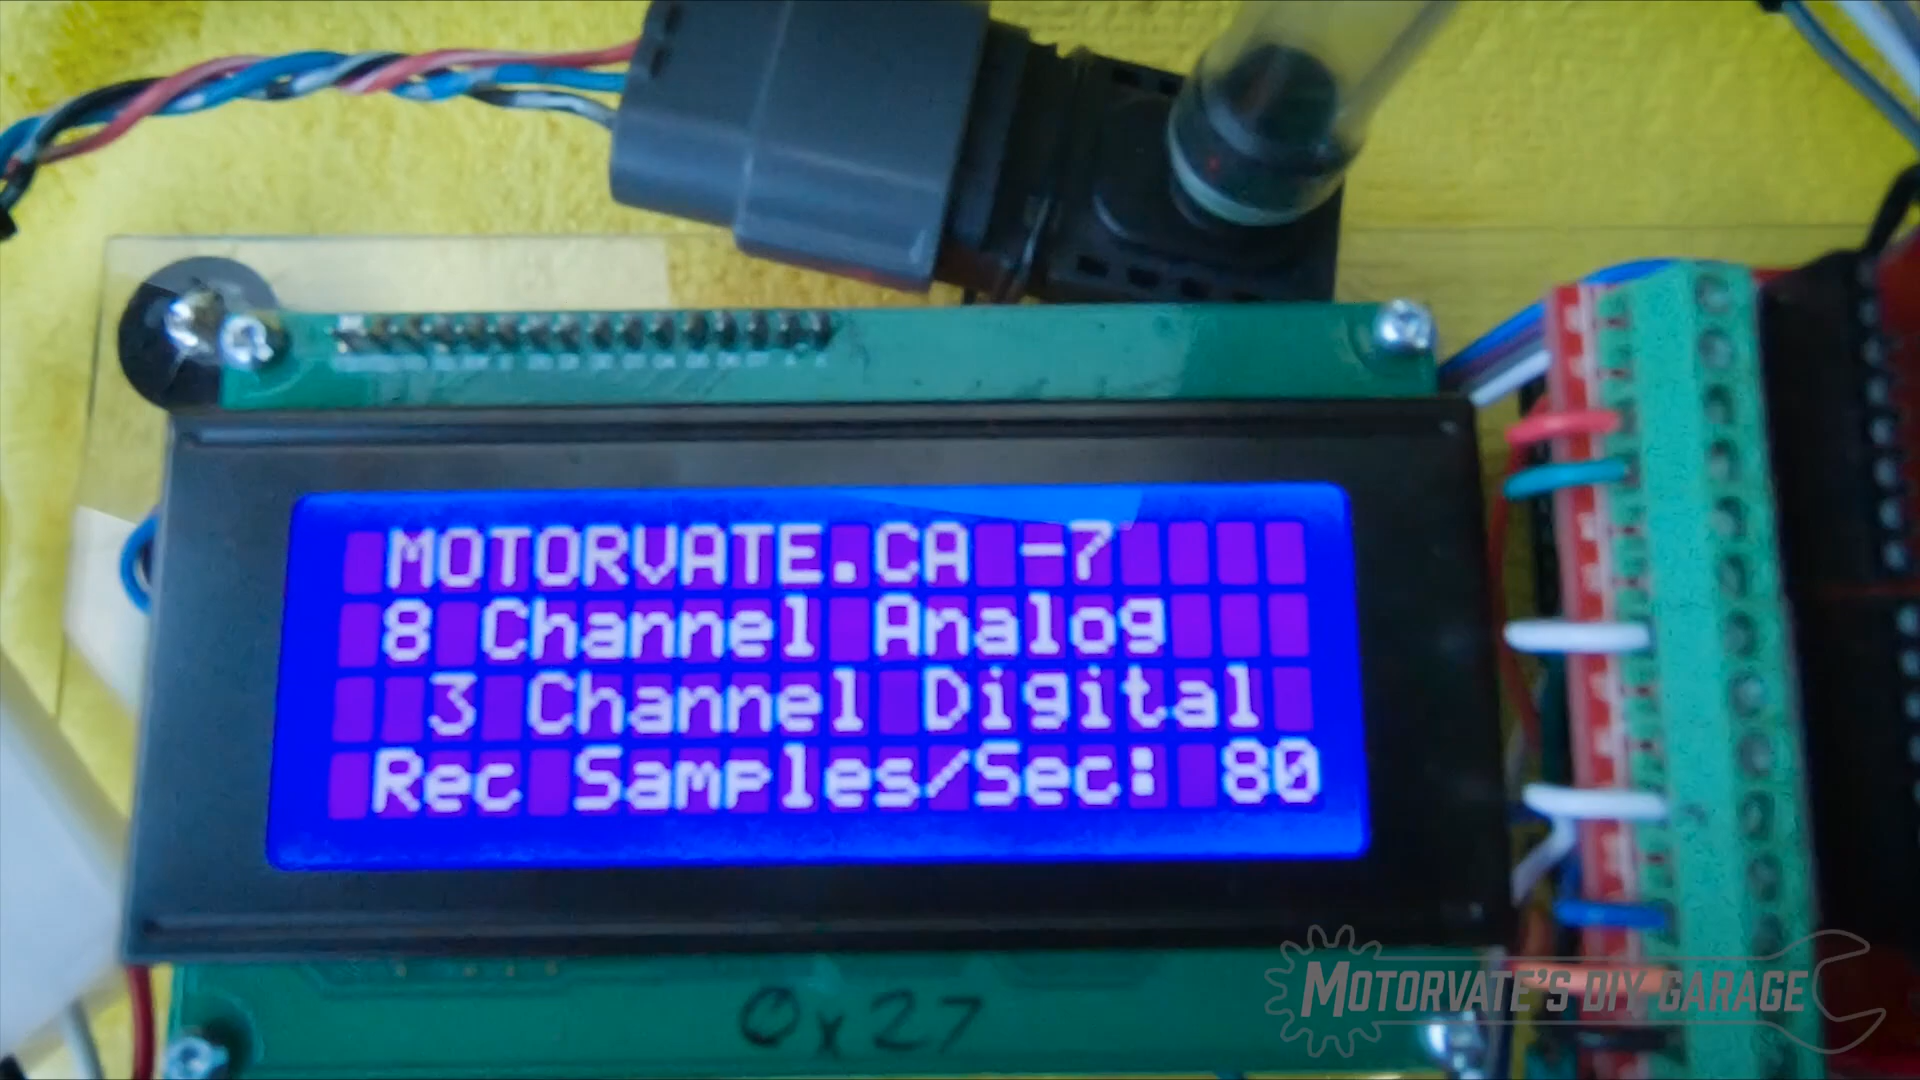 MOTORVATE.CA -7
8 Channel Analog
3 Channel Digital
Rec Samples/Sec: 80
0x27
MOTORVATE'S DIY GARAGE